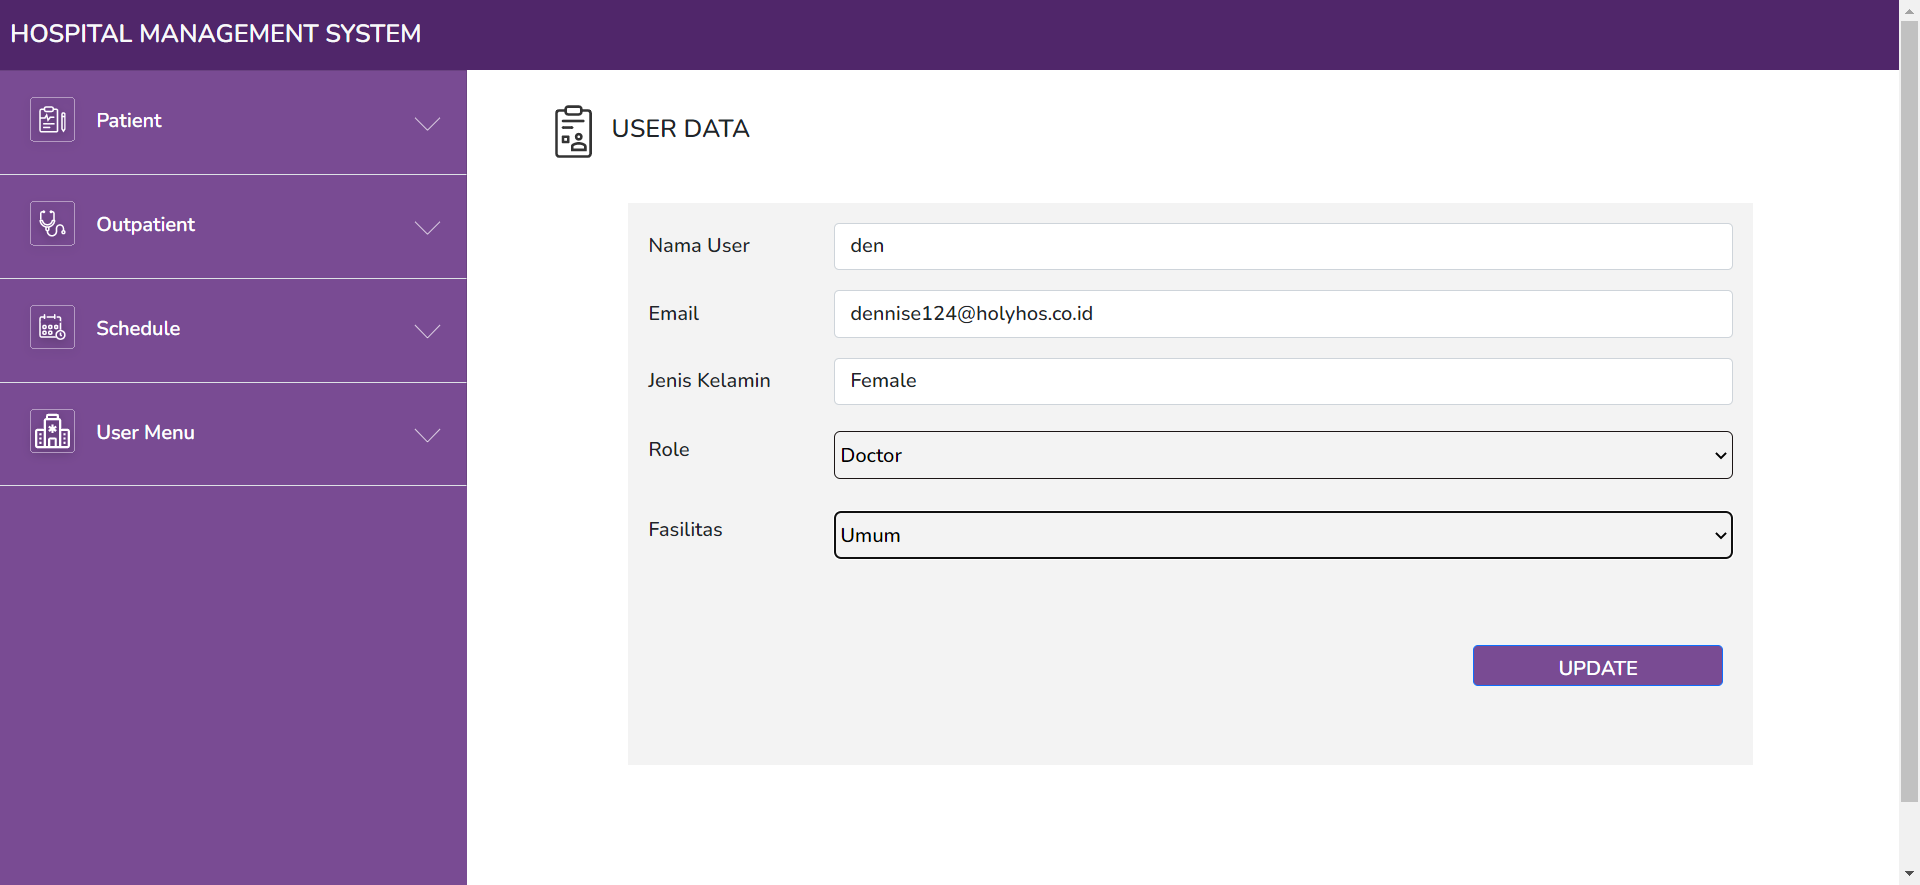 HOSPITAL MANAGEMENT SYSTEM
Patient
Outpatient
Schedule
User Menu
USER DATA
Nama User den
Email dennise124@holyhos.co.id
Jenis Kelamin Female
Role Doctor
Fasilitas Umum
UPDATE